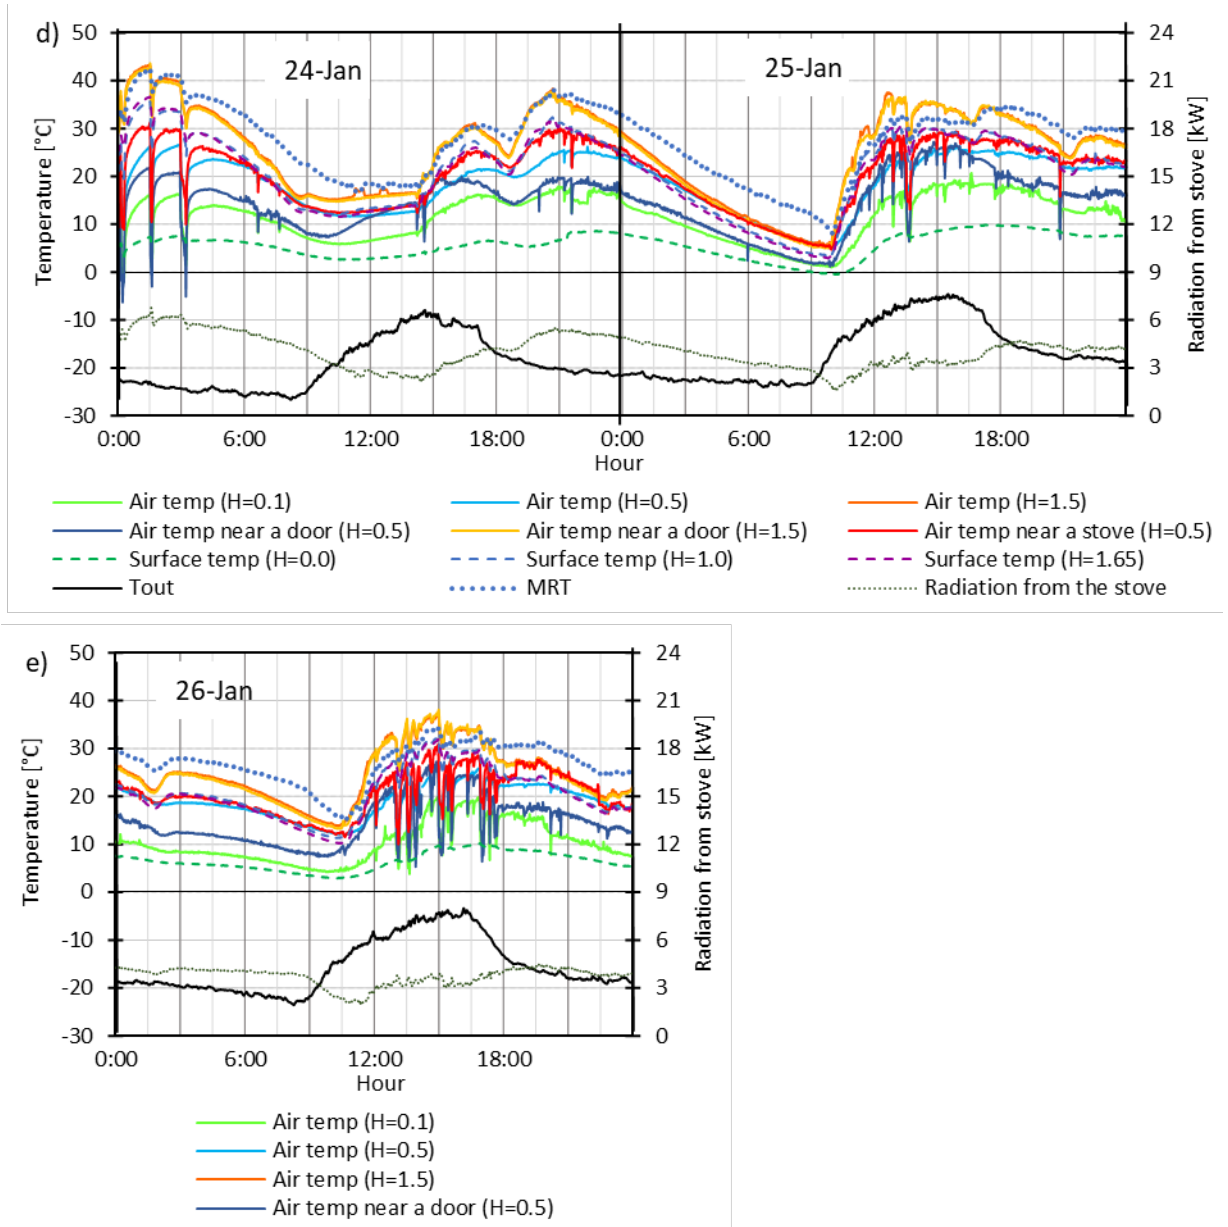 d)
24-Jan
25-Jan
50
40
30
20
10
0
-10
-20
-30
Temperature [°C]
24
21
18
15
12
9
6
3
0
Radiation from stove [kW]
0:00 6:00 12:00 18:00 0:00 6:00 12:00 18:00
Hour
Air temp (H=0.1) Air temp (H=0.5) Air temp (H=1.5)
Air temp near a door (H=0.5) Air temp near a door (H=1.5) Air temp near a stove (H=0.5)
Surface temp (H=0.0) Surface temp (H=1.0) Surface temp (H=1.65)
Tout MRT Radiation from the stove
e)
26-Jan
50
40
30
20
10
0
-10
-20
-30
Temperature [°C]
24
21
18
15
12
9
6
3
0
Radiation from stove [kW]
0:00 6:00 12:00 18:00
Hour
Air temp (H=0.1)
Air temp (H=0.5)
Air temp (H=1.5)
Air temp near a door (H=0.5)